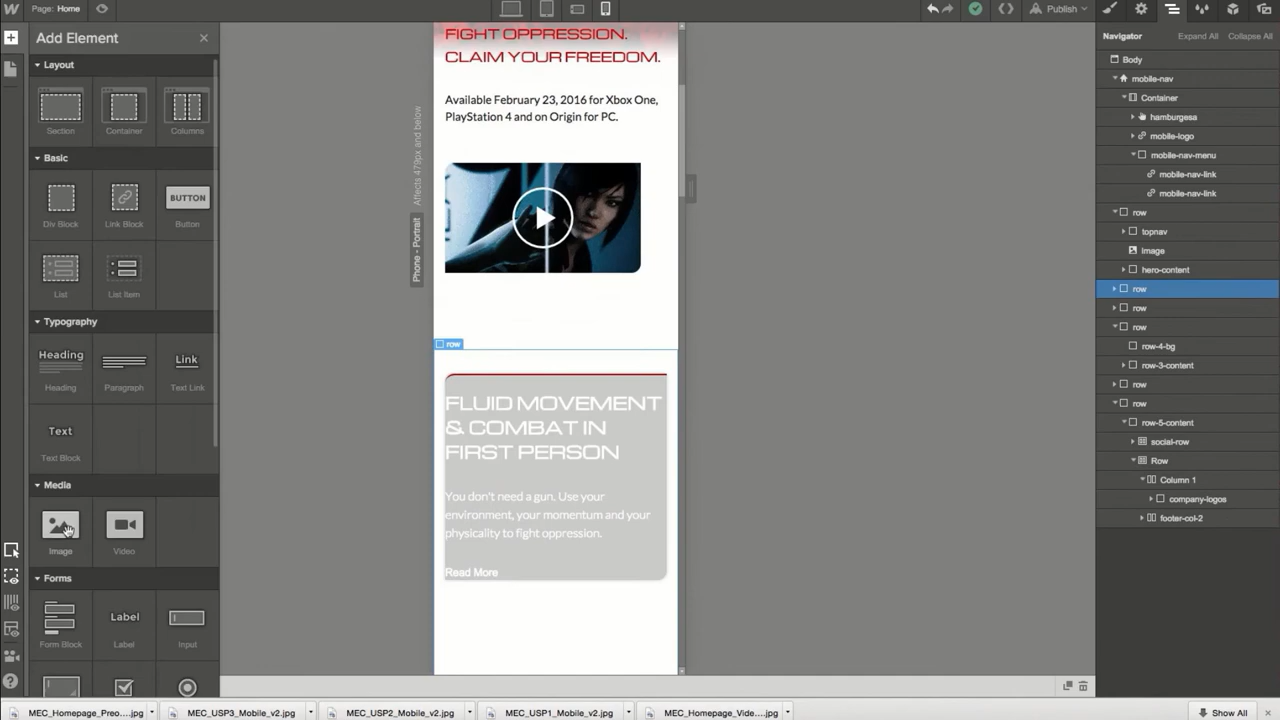 Page: Home
Publish
Add Element
Layout
Section
Container
Columns
Basic
BUTTON
Div Block
Link Block
Button
List
List Item
Typography
Heading
Link
Heading
Paragraph
Text Link
Text
Text Block
Media
Image
Video
Forms
Label
Form Block
Label
Input
Affects 479px and below
Phone - Portrait
FIGHT OPPRESSION.
CLAIM YOUR FREEDOM.
Available February 23, 2016 for Xbox One,
PlayStation 4 and on Origin for PC.
row
FLUID MOVEMENT
& COMBAT IN
FIRST PERSON
You don't need a gun. Use your
environment, your momentum and your
physicality to fight oppression.
Read More
Navigator
Expand All
Collapse All
Body
mobile-nav
Container
hamburgesa
mobile-logo
mobile-nav-menu
mobile-nav-link
mobile-nav-link
row
topnav
Image
hero-content
row
row
row
row-4-bg
row-3-content
row
row
row-5-content
social-row
Row
Column 1
company-logos
footer-col-2
MEC_Homepage_Preo....jpg
MEC_USP3_Mobile_v2.jpg
MEC_USP2_Mobile_v2.jpg
MEC_USP1_Mobile_v2.jpg
MEC_Homepage_Vide....jpg
Show All